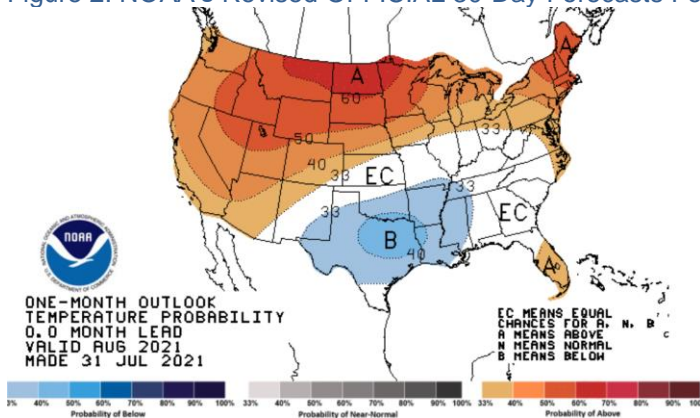 A
A
60
33
50
40
33
EC
33
33
EC
B
40
A
NOAA
ONE-MONTH OUTLOOK
TEMPERATURE PROBABILITY
0.0 MONTH LEAD
VALID AUG 2021
MADE 31 JUL 2021
EC MEANS EQUAL
CHANCES FOR A, N, B
A MEANS ABOVE
N MEANS NORMAL
B MEANS BELOW
40% 50% 60% 70% 80% 90% 100%
Probability of Below
33% 40% 50% 60% 70% 80% 90% 100%
Probability of Near-Normal
33% 40% 50% 60% 70% 80% 90%
Probability of Above